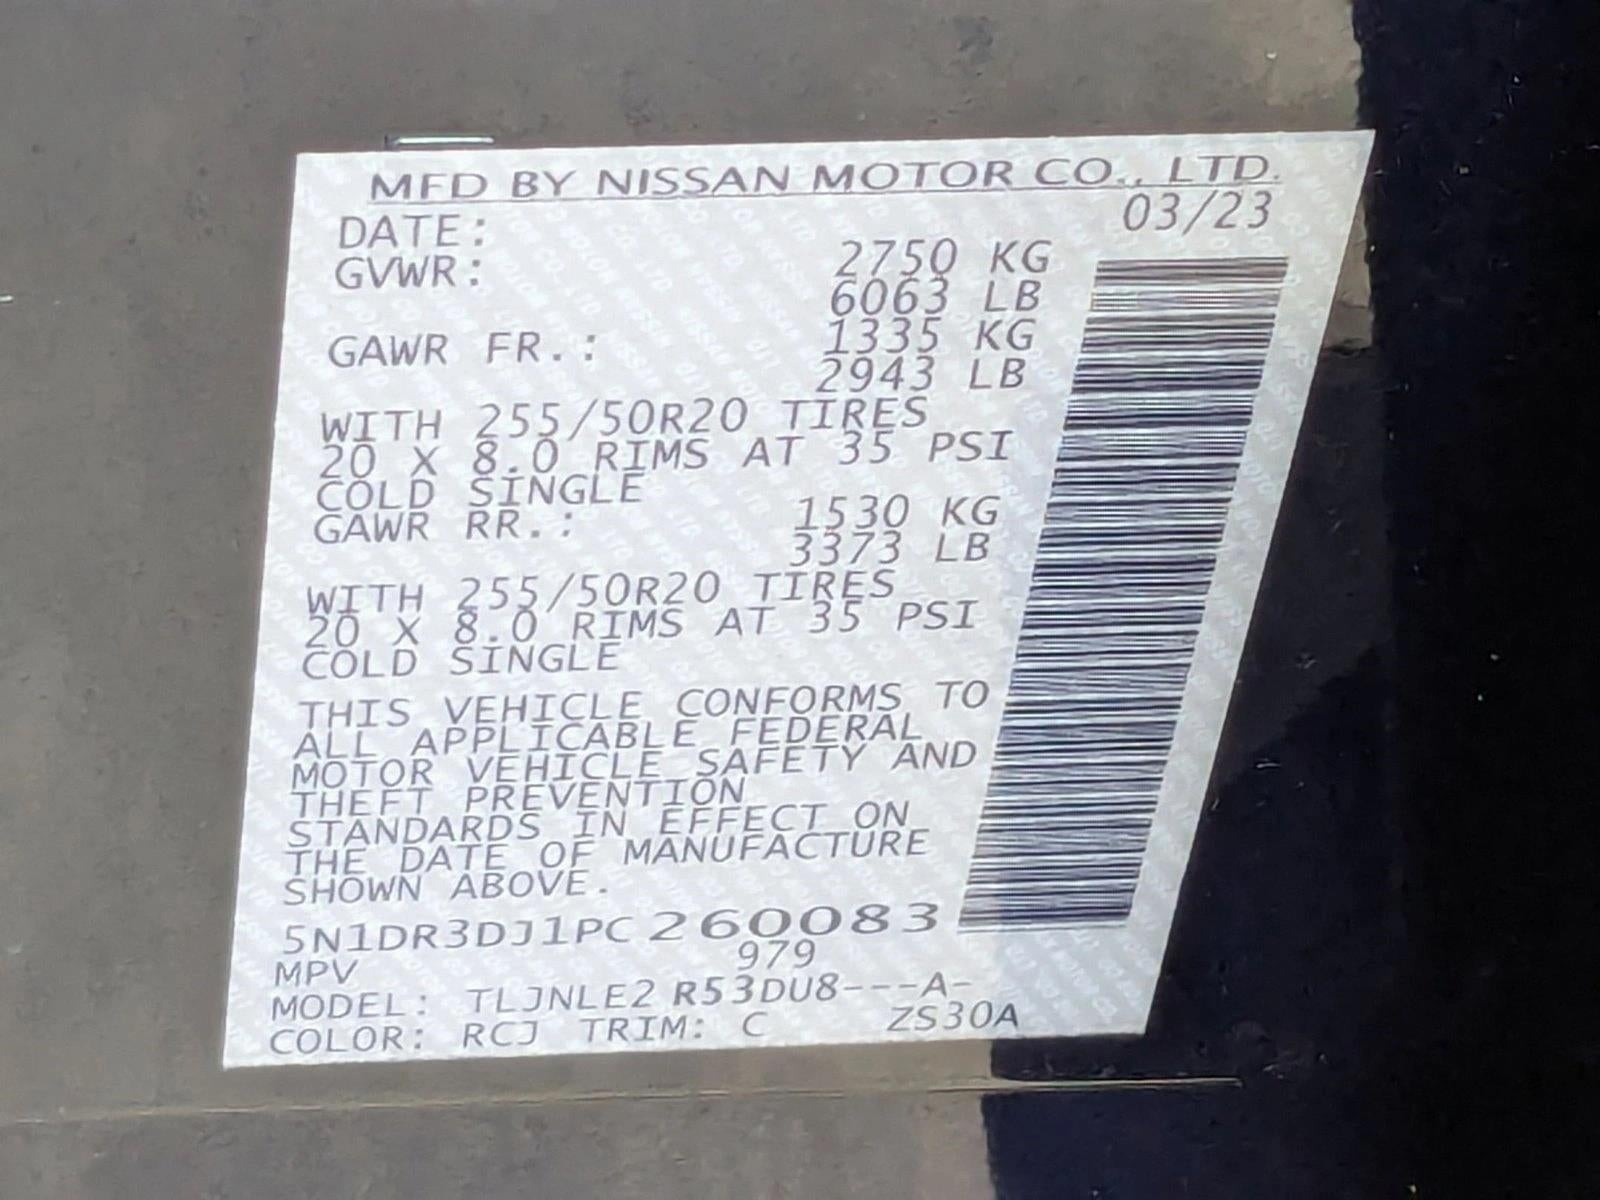 MFD BY NISSAN MOTOR CO., LTD.
DATE: 03/23
GVWR: 2750 KG
6063 LB
GAWR FR.: 1335 KG
2943 LB
WITH 255/50R20 TIRES
20 X 8.0 RIMS AT 35 PSI
COLD SINGLE
GAWR RR.: 1530 KG
3373 LB
WITH 255/50R20 TIRES
20 X 8.0 RIMS AT 35 PSI
COLD SINGLE
THIS VEHICLE CONFORMS TO
ALL APPLICABLE FEDERAL
MOTOR VEHICLE SAFETY AND
THEFT PREVENTION
STANDARDS IN EFFECT ON
THE DATE OF MANUFACTURE
SHOWN ABOVE.
5N1DR3DJ1PC260083
MPV 979
MODEL: TLJNLE2 R53DU8---A-
COLOR: RCJ TRIM: C ZS30A